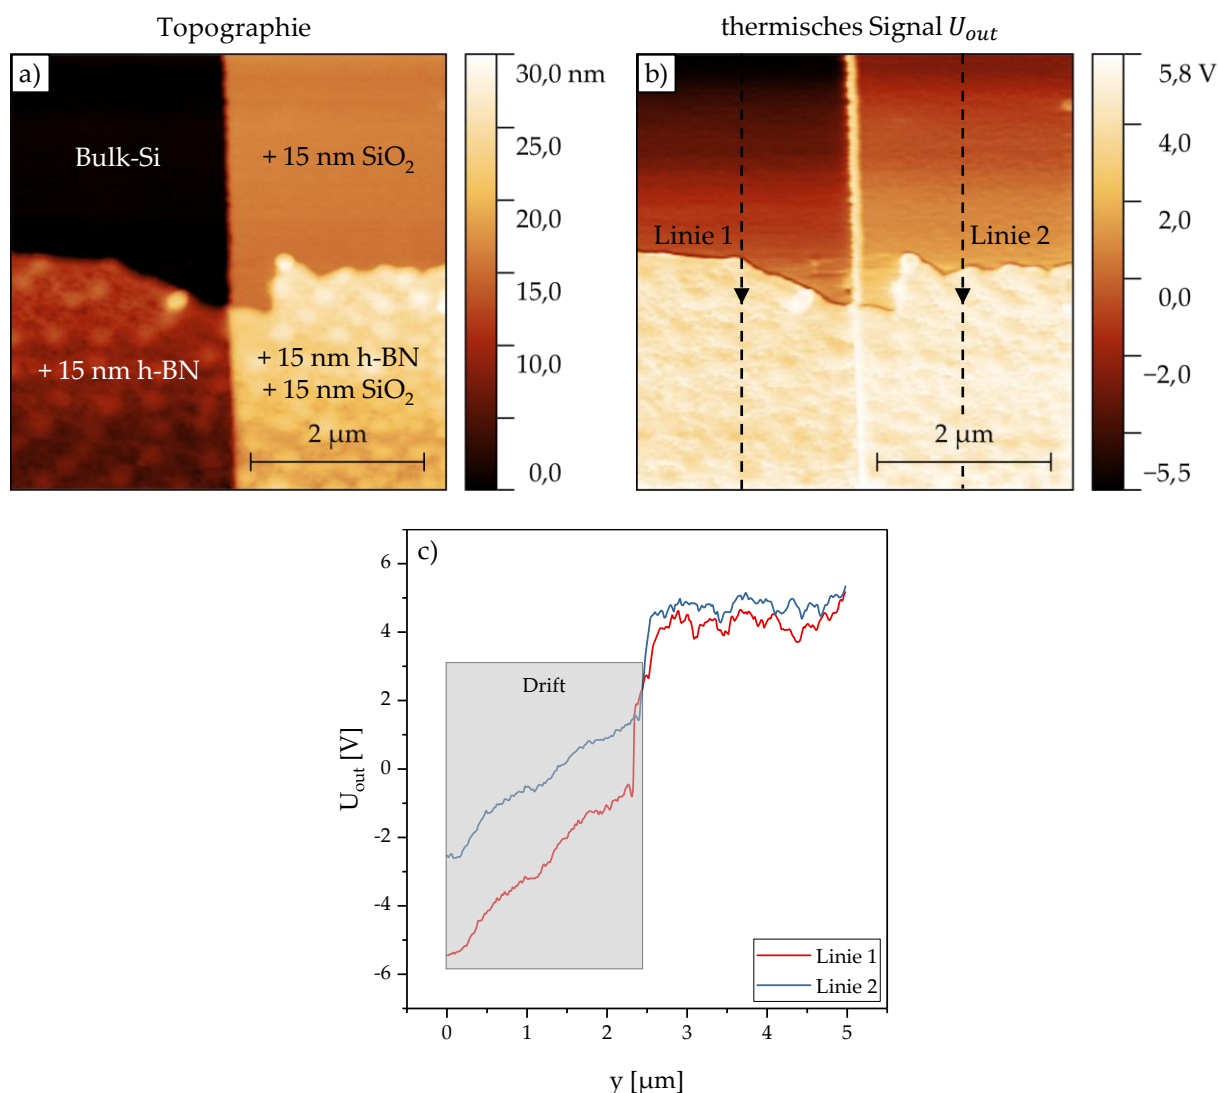 Topographie
thermisches Signal U_out
a)
Bulk-Si
+ 15 nm SiO₂
+ 15 nm h-BN
+ 15 nm h-BN
+ 15 nm SiO₂
2 µm
30,0 nm
25,0
20,0
15,0
10,0
0,0
b)
Linie 1
Linie 2
2 µm
5,8 V
4,0
2,0
0,0
−2,0
−5,5
c)
Drift
6
4
2
0
-2
-4
-6
U_out [V]
Linie 1
Linie 2
0
1
2
3
4
5
y [µm]